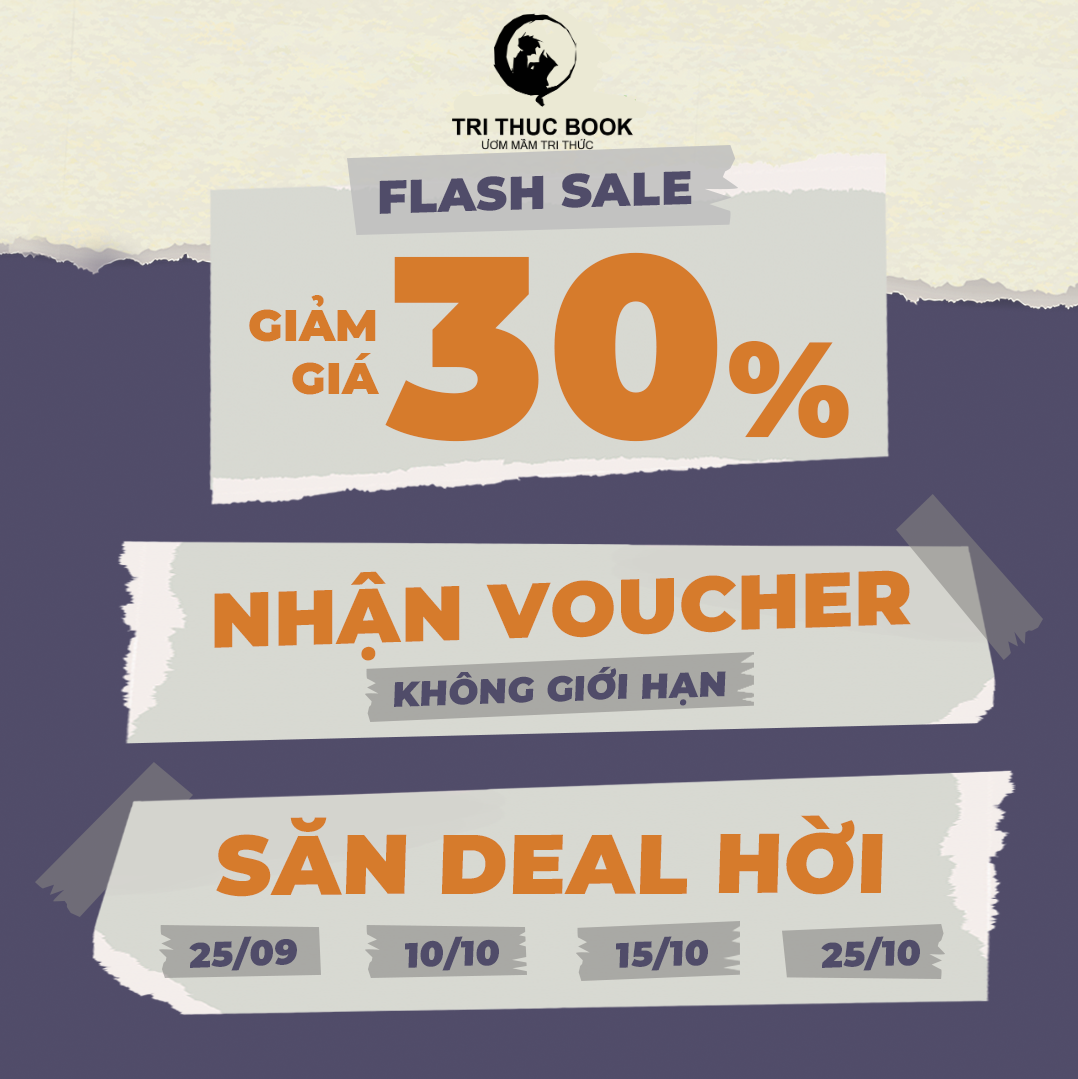 TRI THUC BOOK
ƯƠM MẦM TRI THỨC
FLASH SALE
GIẢM
GIÁ
30%
NHẬN VOUCHER
KHÔNG GIỚI HẠN
SĂN DEAL HỜI
25/09 10/10 15/10 25/10